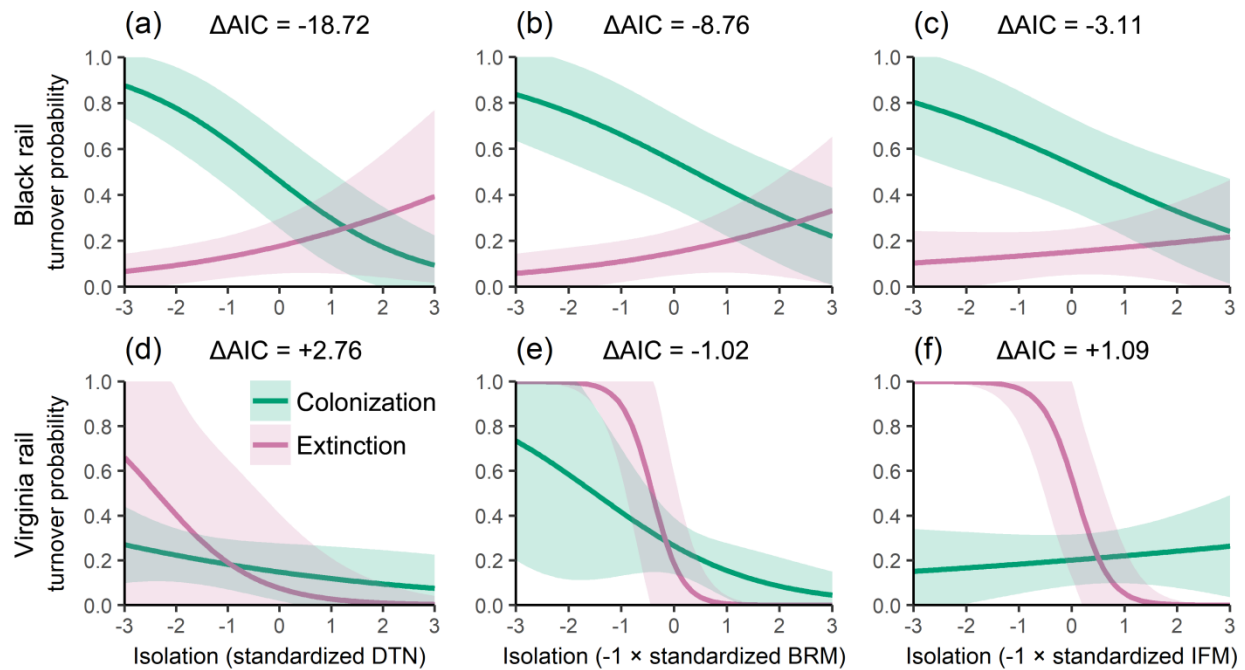 (a) ΔAIC = -18.72 (b) ΔAIC = -8.76 (c) ΔAIC = -3.11
Black rail
turnover probability
1.0 1.0 1.0
0.8 0.8 0.8
0.6 0.6 0.6
0.4 0.4 0.4
0.2 0.2 0.2
0.0 0.0 0.0
-3 -2 -1 0 1 2 3 -3 -2 -1 0 1 2 3 -3 -2 -1 0 1 2 3
(d) ΔAIC = +2.76 (e) ΔAIC = -1.02 (f) ΔAIC = +1.09
Virginia rail
turnover probability
1.0 1.0 1.0
Colonization
0.8 0.8 0.8
Extinction
0.6 0.6 0.6
0.4 0.4 0.4
0.2 0.2 0.2
0.0 0.0 0.0
-3 -2 -1 0 1 2 3 -3 -2 -1 0 1 2 3 -3 -2 -1 0 1 2 3
Isolation (standardized DTN) Isolation (-1 × standardized BRM) Isolation (-1 × standardized IFM)